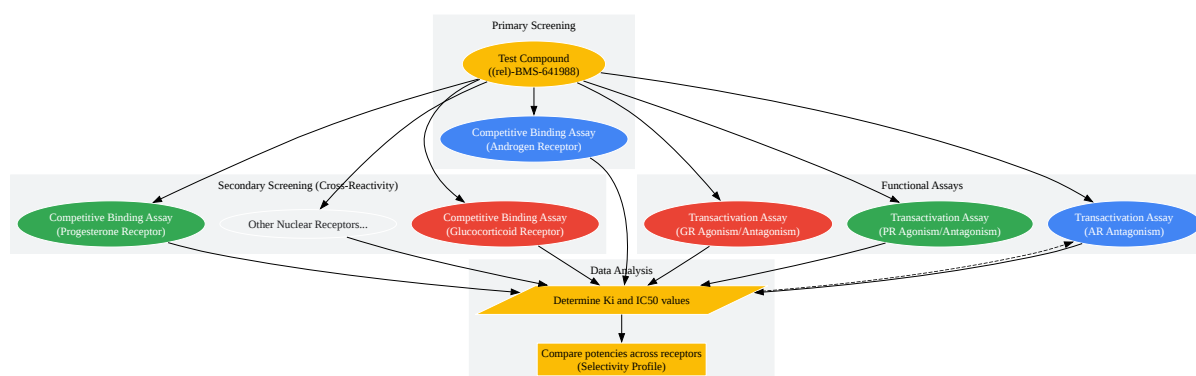 Primary Screening
Test Compound
((rel)-BMS-641988)
Competitive Binding Assay
(Androgen Receptor)
Secondary Screening (Cross-Reactivity)
Functional Assays
Competitive Binding Assay
(Progesterone Receptor)
Other Nuclear Receptors...
Competitive Binding Assay
(Glucocorticoid Receptor)
Transactivation Assay
(GR Agonism/Antagonism)
Transactivation Assay
(PR Agonism/Antagonism)
Transactivation Assay
(AR Antagonism)
Data Analysis
Determine Ki and IC50 values
Compare potencies across receptors
(Selectivity Profile)